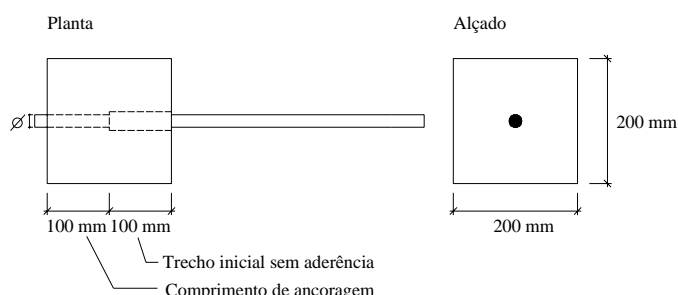 Planta
Alçado
Ø
200 mm
100 mm 100 mm
200 mm
Trecho inicial sem aderência
Comprimento de ancoragem